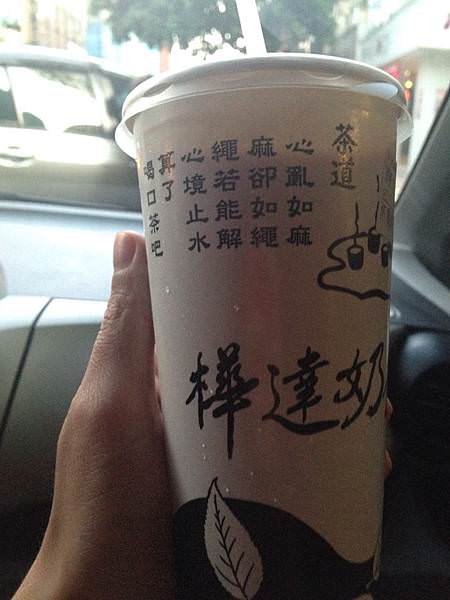 茶道
心亂如麻
麻卻如繩
繩若能解
心境止水
算了
喝口茶吧
樺達奶